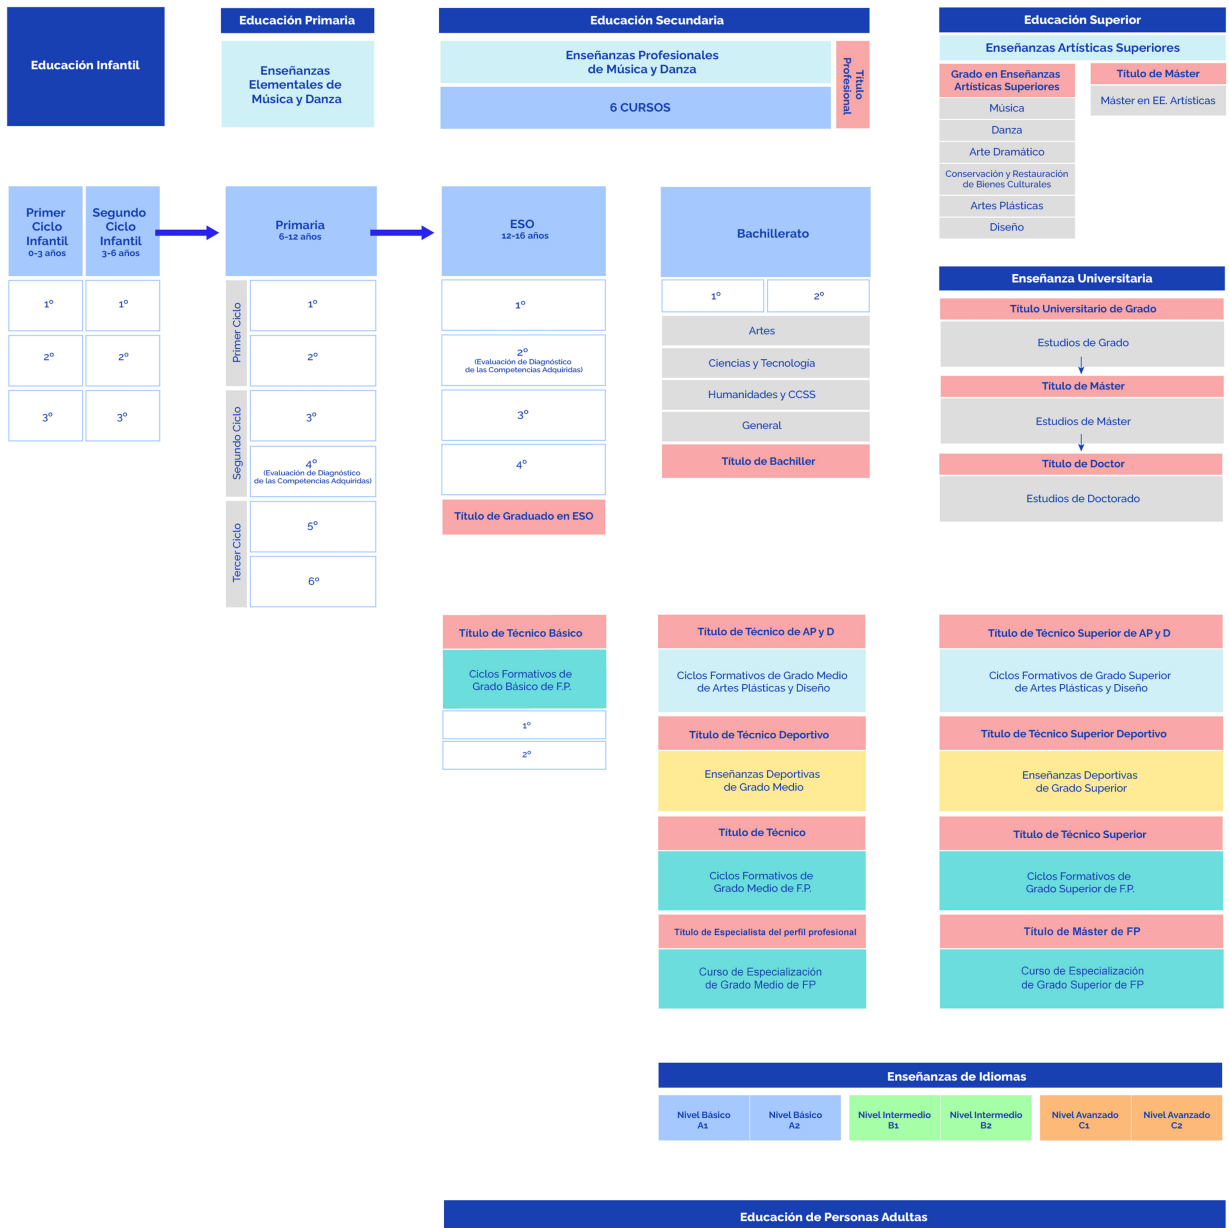 Educación Infantil
Educación Primaria
Enseñanzas
Elementales de
Música y Danza
Educación Secundaria
Enseñanzas Profesionales
de Música y Danza
6 CURSOS
Título
Profesional
Educación Superior
Enseñanzas Artísticas Superiores
Grado en Enseñanzas
Artísticas Superiores
Música
Danza
Arte Dramático
Conservación y Restauración
de Bienes Culturales
Artes Plásticas
Diseño
Título de Máster
Máster en EE. Artísticas
Primer
Ciclo
Infantil
0-3 años
1º
2º
3º
Segundo
Ciclo
Infantil
3-6 años
1º
2º
3º
Primaria
6-12 años
Primer Ciclo
1º
2º
Segundo Ciclo
3º
4º
(Evaluación de Diagnóstico
de las Competencias Adquiridas)
Tercer Ciclo
5º
6º
ESO
12-16 años
1º
2º
(Evaluación de Diagnóstico
de las Competencias Adquiridas)
3º
4º
Título de Graduado en ESO
Bachillerato
1º
2º
Artes
Ciencias y Tecnología
Humanidades y CCSS
General
Título de Bachiller
Enseñanza Universitaria
Título Universitario de Grado
Estudios de Grado
Título de Máster
Estudios de Máster
Título de Doctor
Estudios de Doctorado
Título de Técnico Básico
Ciclos Formativos de
Grado Básico de F.P.
1º
2º
Título de Técnico de AP y D
Ciclos Formativos de Grado Medio
de Artes Plásticas y Diseño
Título de Técnico Deportivo
Enseñanzas Deportivas
de Grado Medio
Título de Técnico
Ciclos Formativos de
Grado Medio de F.P.
Título de Especialista del perfil profesional
Curso de Especialización
de Grado Medio de FP
Título de Técnico Superior de AP y D
Ciclos Formativos de Grado Superior
de Artes Plásticas y Diseño
Título de Técnico Superior Deportivo
Enseñanzas Deportivas
de Grado Superior
Título de Técnico Superior
Ciclos Formativos de
Grado Superior de F.P.
Título de Máster de FP
Curso de Especialización
de Grado Superior de FP
Enseñanzas de Idiomas
Nivel Básico
A1
Nivel Básico
A2
Nivel Intermedio
B1
Nivel Intermedio
B2
Nivel Avanzado
C1
Nivel Avanzado
C2
Educación de Personas Adultas